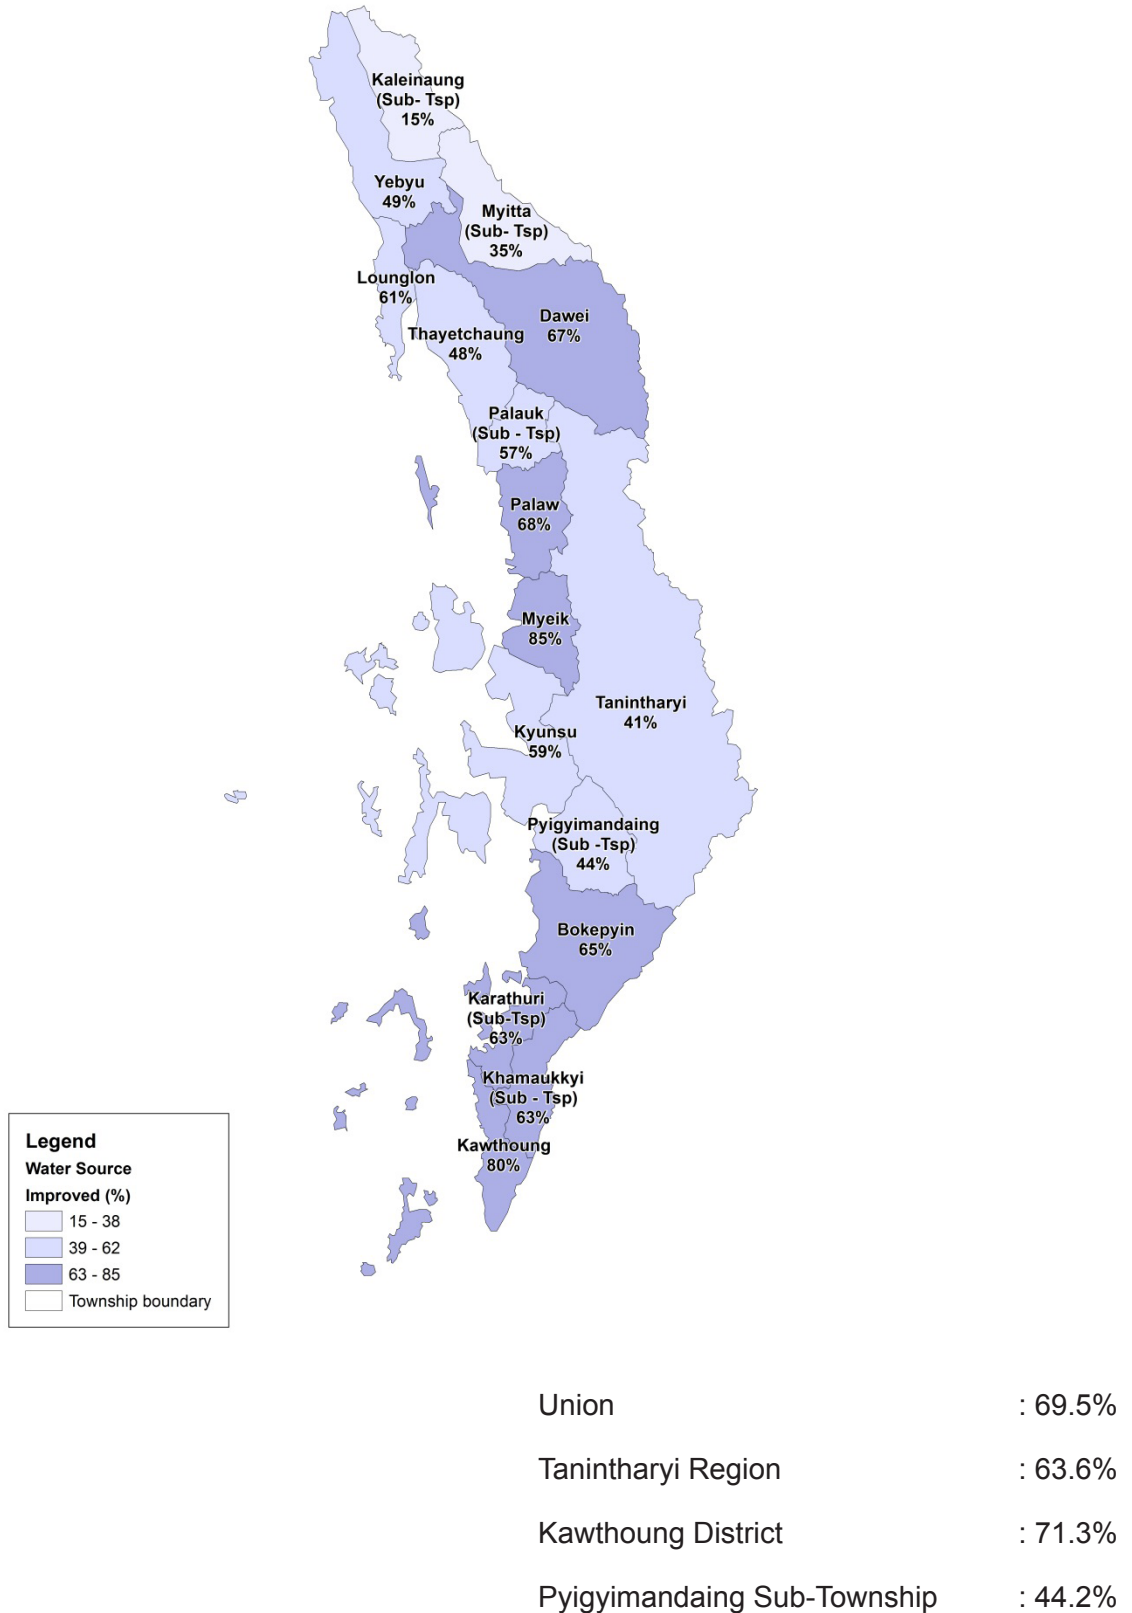 Kaleinaung
(Sub- Tsp)
15%
Yebyu
49%
Myitta
(Sub- Tsp)
35%
Lounglon
61%
Dawei
67%
Thayetchaung
48%
Palauk
(Sub - Tsp)
57%
Palaw
68%
Myeik
85%
Tanintharyi
41%
Kyunsu
59%
Pyigyimandaing
(Sub -Tsp)
44%
Bokepyin
65%
Karathuri
(Sub-Tsp)
63%
Khamaukkyi
(Sub - Tsp)
63%
Kawthoung
80%
Legend
Water Source
Improved (%)
15 - 38
39 - 62
63 - 85
Township boundary
Union : 69.5%
Tanintharyi Region : 63.6%
Kawthoung District : 71.3%
Pyigyimandaing Sub-Township : 44.2%